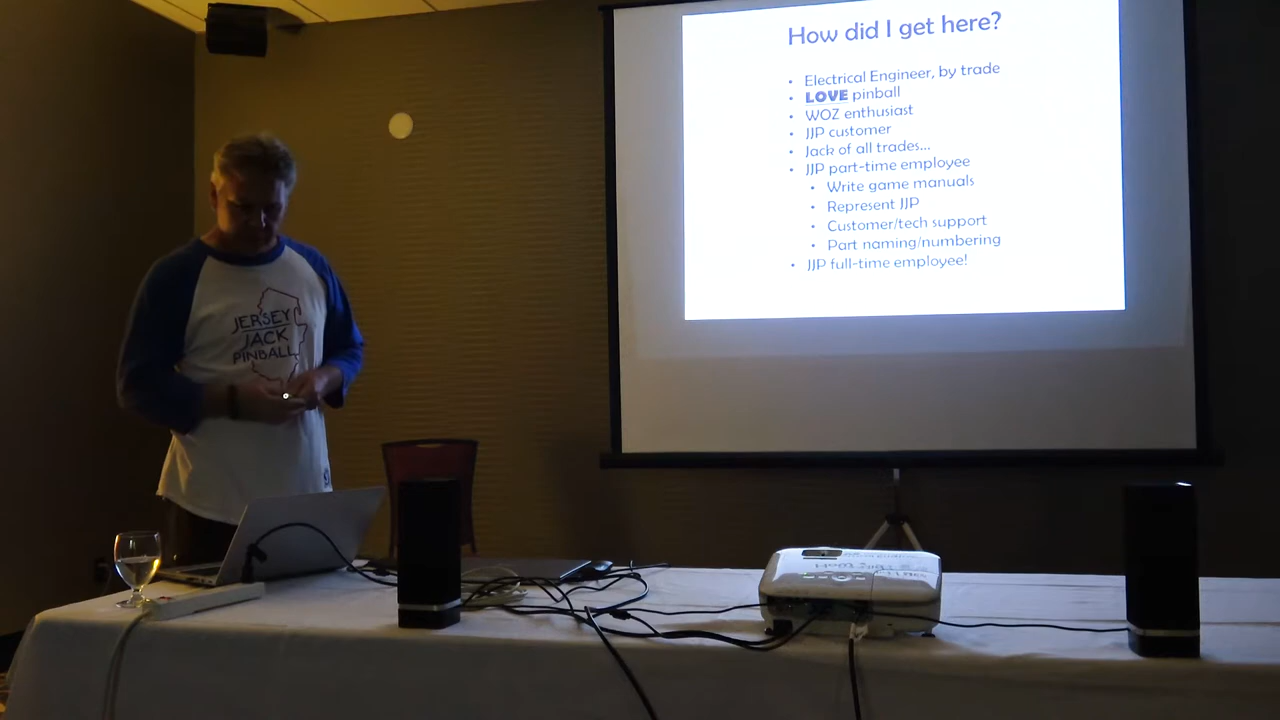 How did I get here?
• Electrical Engineer, by trade
• LOVE pinball
• WOZ enthusiast
• JJP customer
• Jack of all trades...
• JJP part-time employee
• Write game manuals
• Represent JJP
• Customer/tech support
• Part naming/numbering
• JJP full-time employee!
JERSEY
JACK
PINBALL